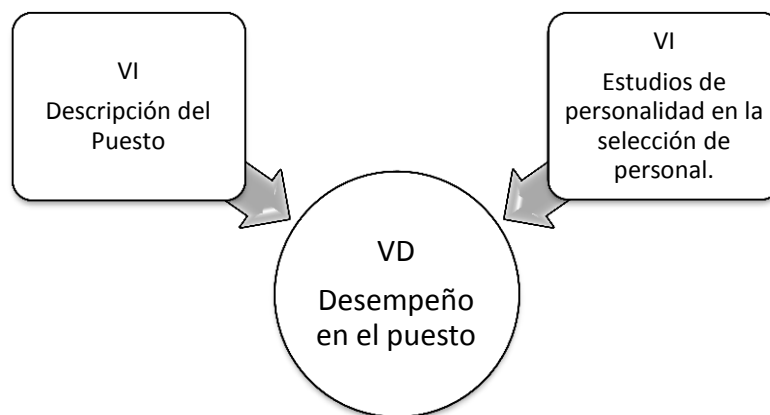 VI
Descripción del
Puesto
VI
Estudios de
personalidad en la
selección de
personal.
VD
Desempeño
en el puesto